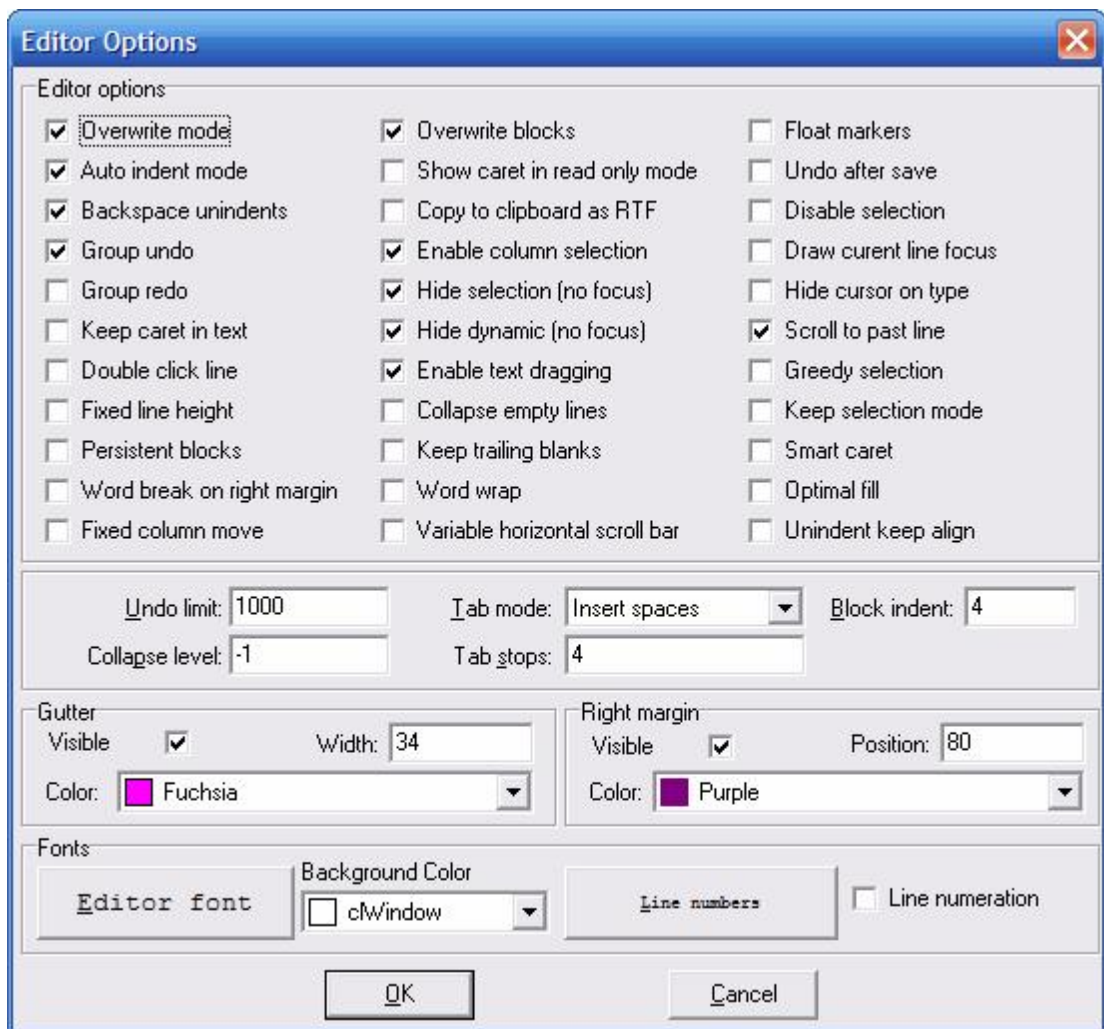 Editor Options
Editor options
Overwrite mode Overwrite blocks Float markers
Auto indent mode Show caret in read only mode Undo after save
Backspace unindents Copy to clipboard as RTF Disable selection
Group undo Enable column selection Draw curent line focus
Group redo Hide selection (no focus) Hide cursor on type
Keep caret in text Hide dynamic (no focus) Scroll to past line
Double click line Enable text dragging Greedy selection
Fixed line height Collapse empty lines Keep selection mode
Persistent blocks Keep trailing blanks Smart caret
Word break on right margin Word wrap Optimal fill
Fixed column move Variable horizontal scroll bar Unindent keep align
Undo limit: 1000 Tab mode: Insert spaces Block indent: 4
Collapse level: -1 Tab stops: 4
Gutter Right margin
Visible Width: 34 Visible Position: 80
Color: Fuchsia Color: Purple
Fonts
Background Color
Editor font clWindow Line numbers Line numeration
OK Cancel